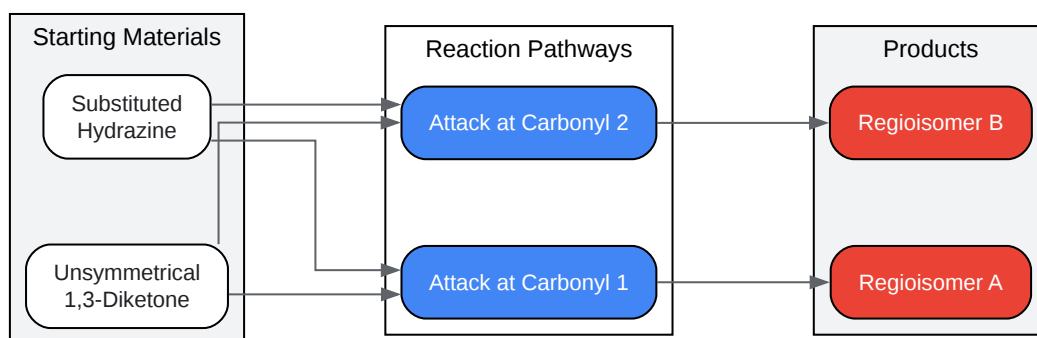 Starting Materials
Substituted
Hydrazine
Unsymmetrical
1,3-Diketone
Reaction Pathways
Attack at Carbonyl 2
Attack at Carbonyl 1
Products
Regioisomer B
Regioisomer A